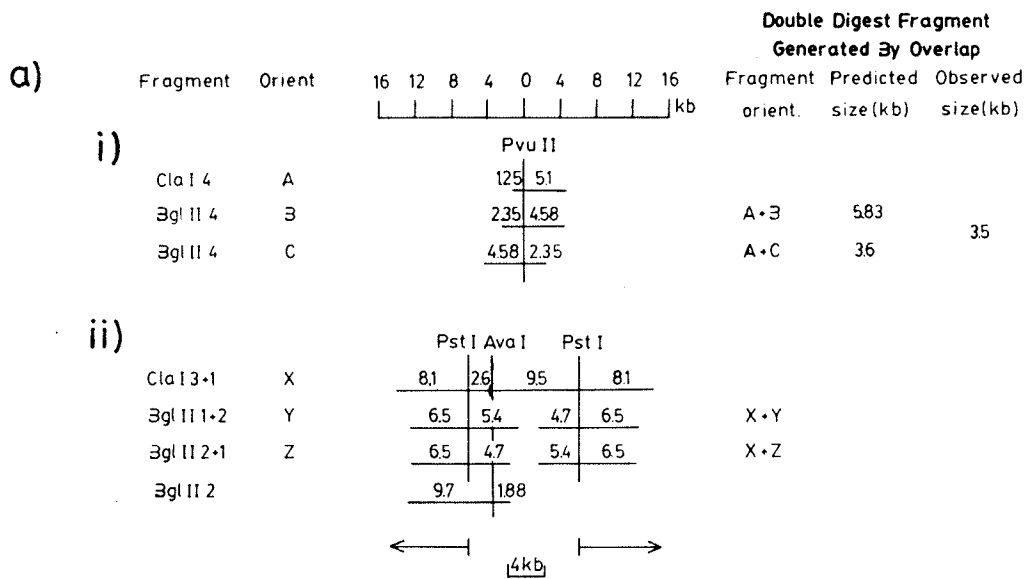 Double Digest Fragment
Generated By Overlap
a)
Fragment Orient 16 12 8 4 0 4 8 12 16 kb Fragment Predicted Observed
orient. size(kb) size(kb)
i)
Pvu II
Cla I 4 A 1.25 5.1
Bgl II 4 B 2.35 4.58 A+B 5.83
3.5
Bgl II 4 C 4.58 2.35 A+C 3.6
ii)
Pst I Ava I Pst I
Cla I 3+1 X 8.1 2.6 9.5 8.1
Bgl II 1+2 Y 6.5 5.4 4.7 6.5 X+Y
Bgl II 2+1 Z 6.5 4.7 5.4 6.5 X+Z
Bgl II 2 9.7 1.88
4kb